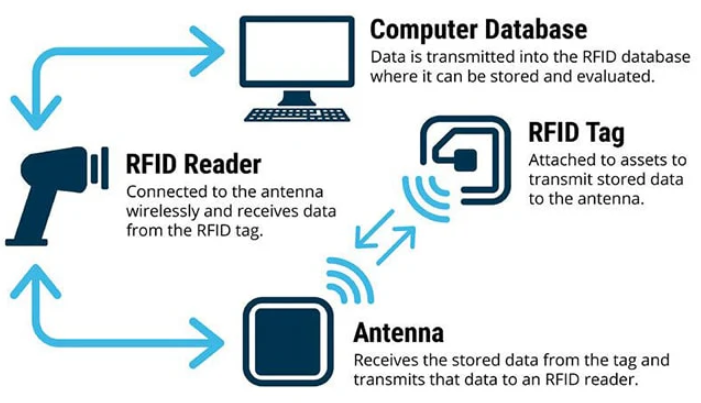 Computer Database
Data is transmitted into the RFID database
where it can be stored and evaluated.
RFID Tag
Attached to assets to
transmit stored data
to the antenna.
RFID Reader
Connected to the antenna
wirelessly and receives data
from the RFID tag.
Antenna
Receives the stored data from the tag and
transmits that data to an RFID reader.